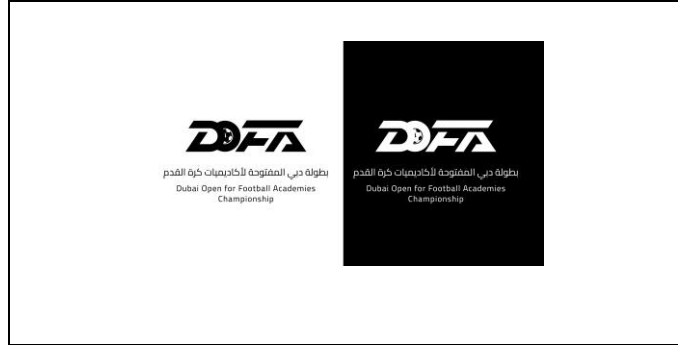 DOFA
بطولة دبي المفتوحة لأكاديميات كرة القدم
Dubai Open for Football Academies
Championship
DOFA
بطولة دبي المفتوحة لأكاديميات كرة القدم
Dubai Open for Football Academies
Championship